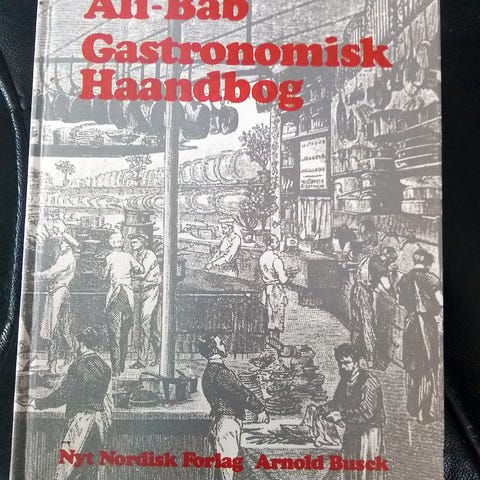 Ali-Bab
Gastronomisk
Haandbog
Nyt Nordisk Forlag Arnold Busck